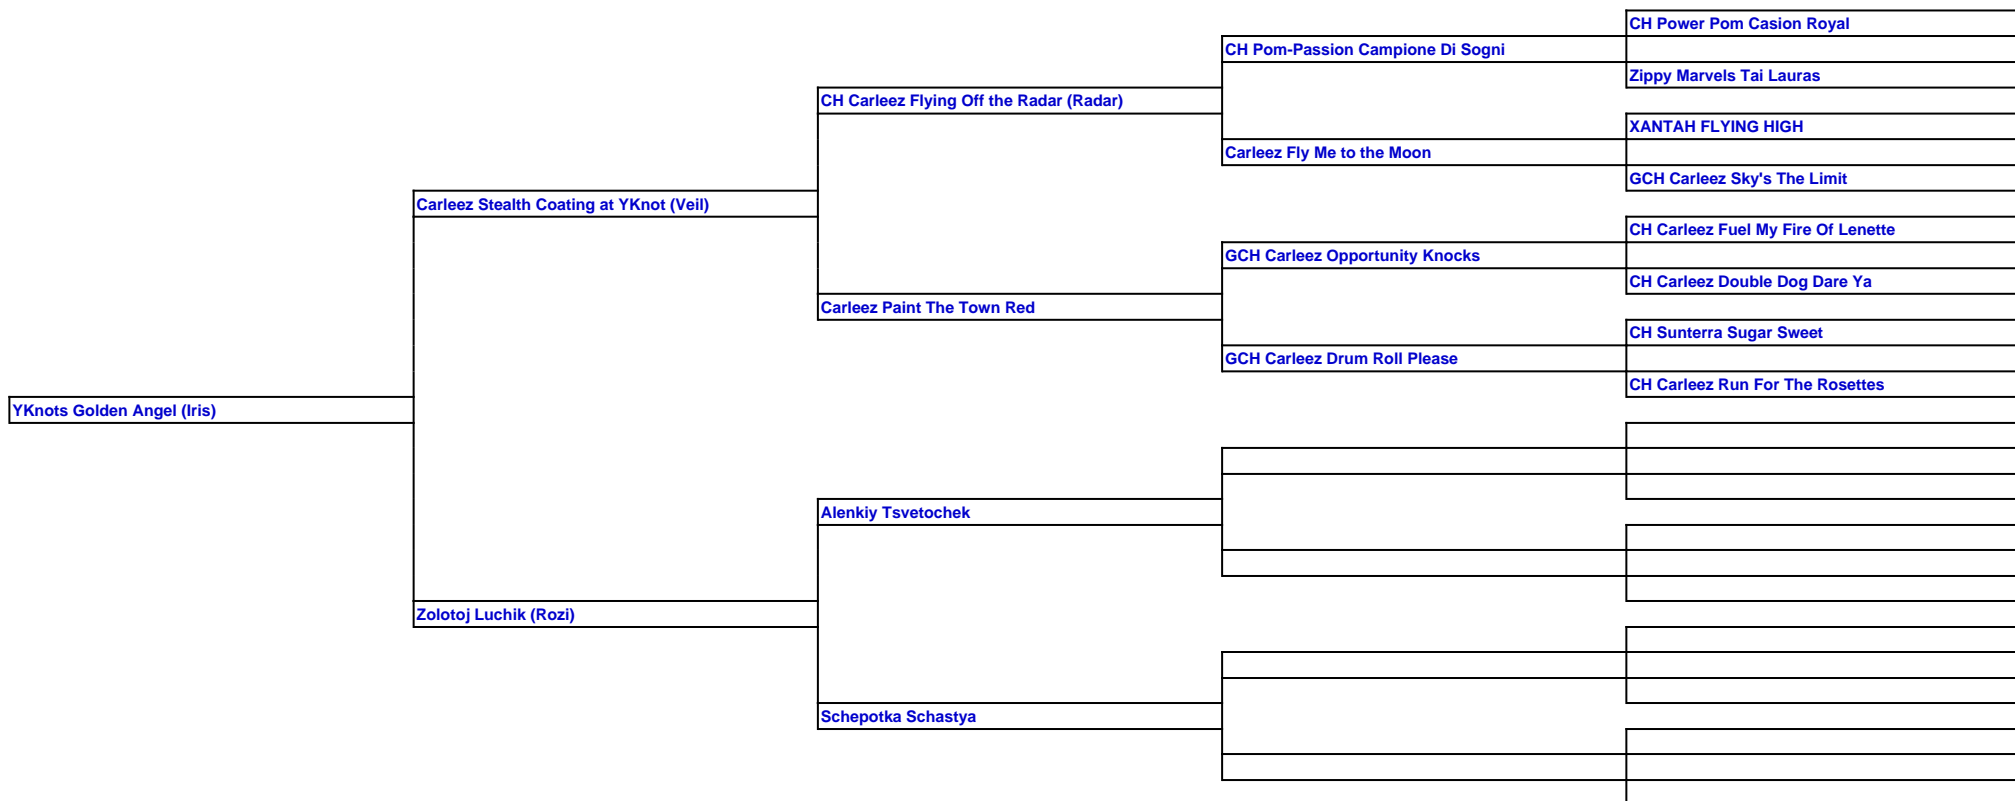 CH Power Pom Casion Royal
CH Pom-Passion Campione Di Sogni
Zippy Marvels Tai Lauras
CH Carleez Flying Off the Radar (Radar)
XANTAH FLYING HIGH
Carleez Fly Me to the Moon
GCH Carleez Sky's The Limit
Carleez Stealth Coating at YKnot (Veil)
CH Carleez Fuel My Fire Of Lenette
GCH Carleez Opportunity Knocks
CH Carleez Double Dog Dare Ya
Carleez Paint The Town Red
CH Sunterra Sugar Sweet
GCH Carleez Drum Roll Please
CH Carleez Run For The Rosettes
YKnots Golden Angel (Iris)
Alenkiy Tsvetochek
Zolotoj Luchik (Rozi)
Schepotka Schastya